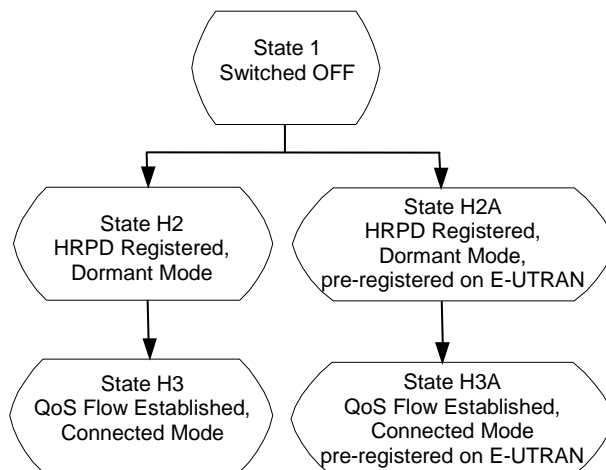 State 1
Switched OFF
State H2
HRPD Registered,
Dormant Mode
State H2A
HRPD Registered,
Dormant Mode,
pre-registered on E-UTRAN
State H3
QoS Flow Established,
Connected Mode
State H3A
QoS Flow Established,
Connected Mode
pre-registered on E-UTRAN